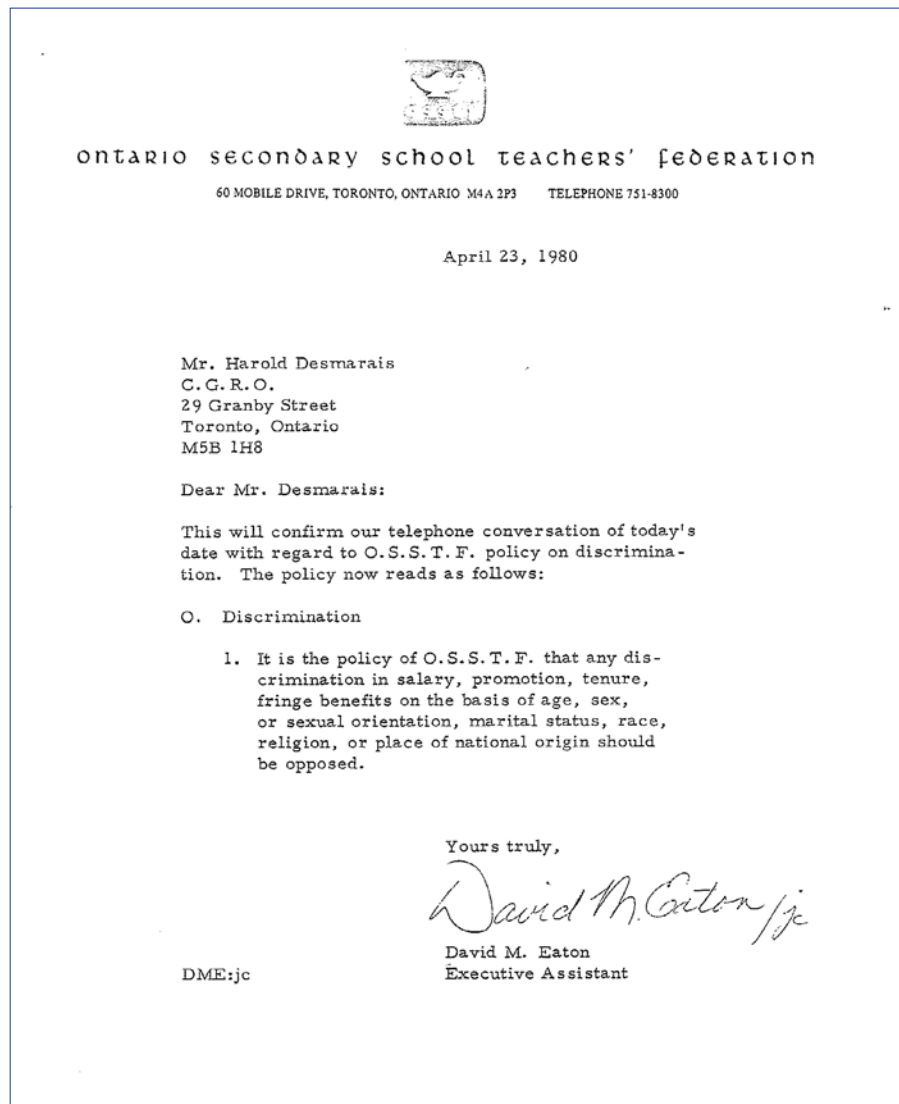 ontario secondary school teachers' federation
60 MOBILE DRIVE, TORONTO, ONTARIO M4A 2P3 TELEPHONE 751-8300
April 23, 1980
Mr. Harold Desmarais
C.G.R.O.
29 Granby Street
Toronto, Ontario
M5B 1H8
Dear Mr. Desmarais:
This will confirm our telephone conversation of today's
date with regard to O.S.S.T.F. policy on discrimina-
tion. The policy now reads as follows:
O. Discrimination
1. It is the policy of O.S.S.T.F. that any dis-
crimination in salary, promotion, tenure,
fringe benefits on the basis of age, sex,
or sexual orientation, marital status, race,
religion, or place of national origin should
be opposed.
Yours truly,
David M. Eaton/jc
David M. Eaton
DME:jc Executive Assistant